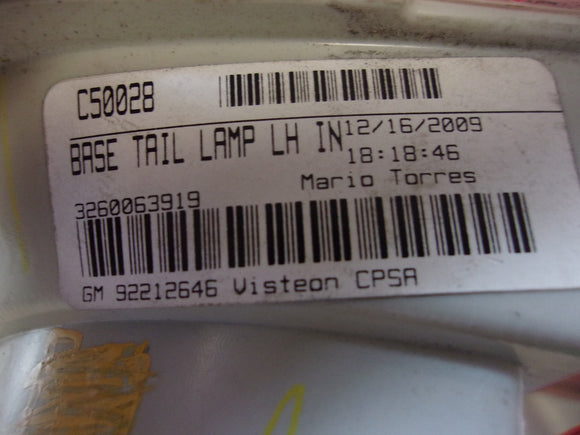 C50028
BASE TAIL LAMP LH IN
12/16/2009
18:18:46
Mario Torres
3260063919
GM 92212646 Visteon CPSA